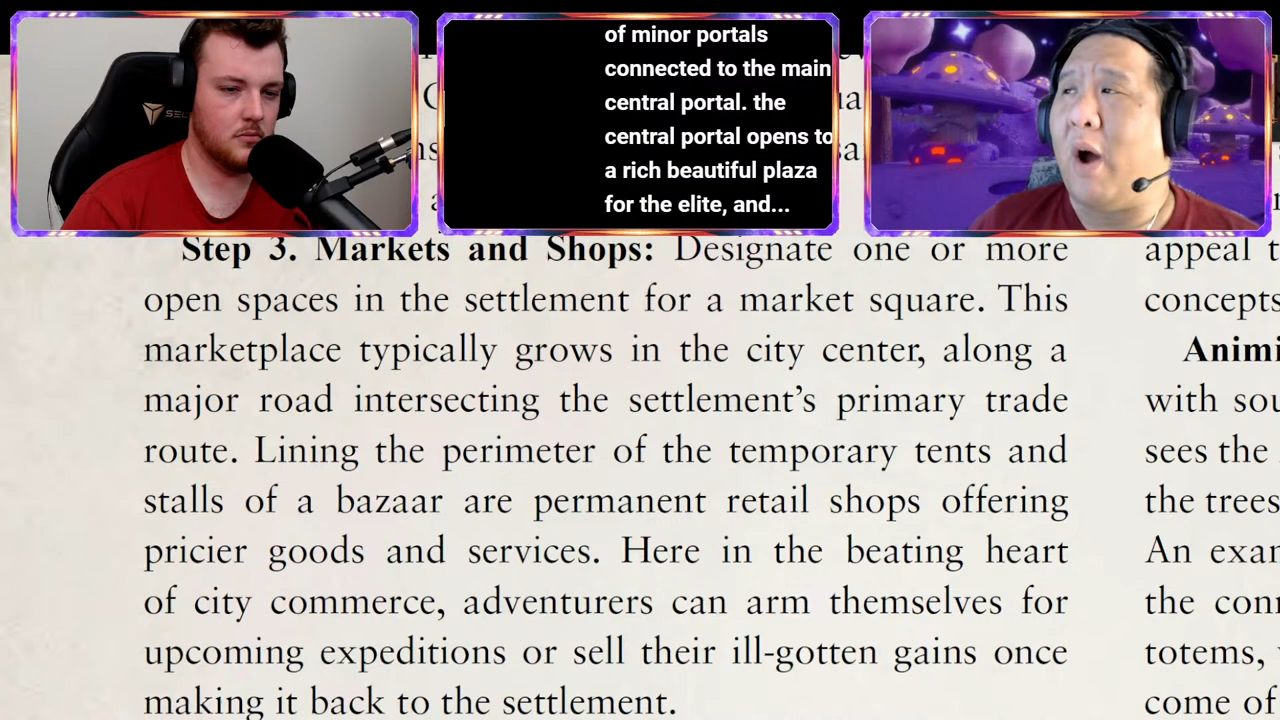 of minor portals
connected to the main
central portal. the
central portal opens to
a rich beautiful plaza
for the elite, and...
Step 3. Markets and Shops: Designate one or more
open spaces in the settlement for a market square. This
marketplace typically grows in the city center, along a
major road intersecting the settlement’s primary trade
route. Lining the perimeter of the temporary tents and
stalls of a bazaar are permanent retail shops offering
pricier goods and services. Here in the beating heart
of city commerce, adventurers can arm themselves for
upcoming expeditions or sell their ill-gotten gains once
making it back to the settlement.
appeal
concepts
with
sees the
the trees
An
the
totems,
come of